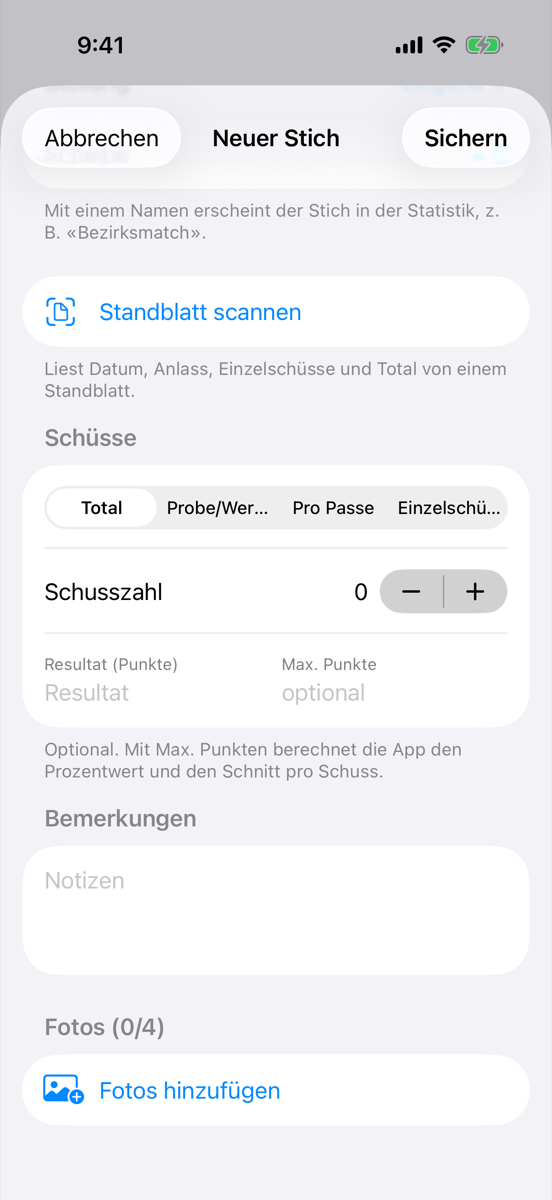 9:41
Abbrechen
Neuer Stich
Sichern
Mit einem Namen erscheint der Stich in der Statistik, z.
B. «Bezirksmatch».
Standblatt scannen
Liest Datum, Anlass, Einzelschüsse und Total von einem
Standblatt.
Schüsse
Total
Probe/Wer...
Pro Passe
Einzelschü...
Schusszahl
0
Resultat (Punkte)
Max. Punkte
Resultat
optional
Optional. Mit Max. Punkten berechnet die App den
Prozentwert und den Schnitt pro Schuss.
Bemerkungen
Notizen
Fotos (0/4)
Fotos hinzufügen